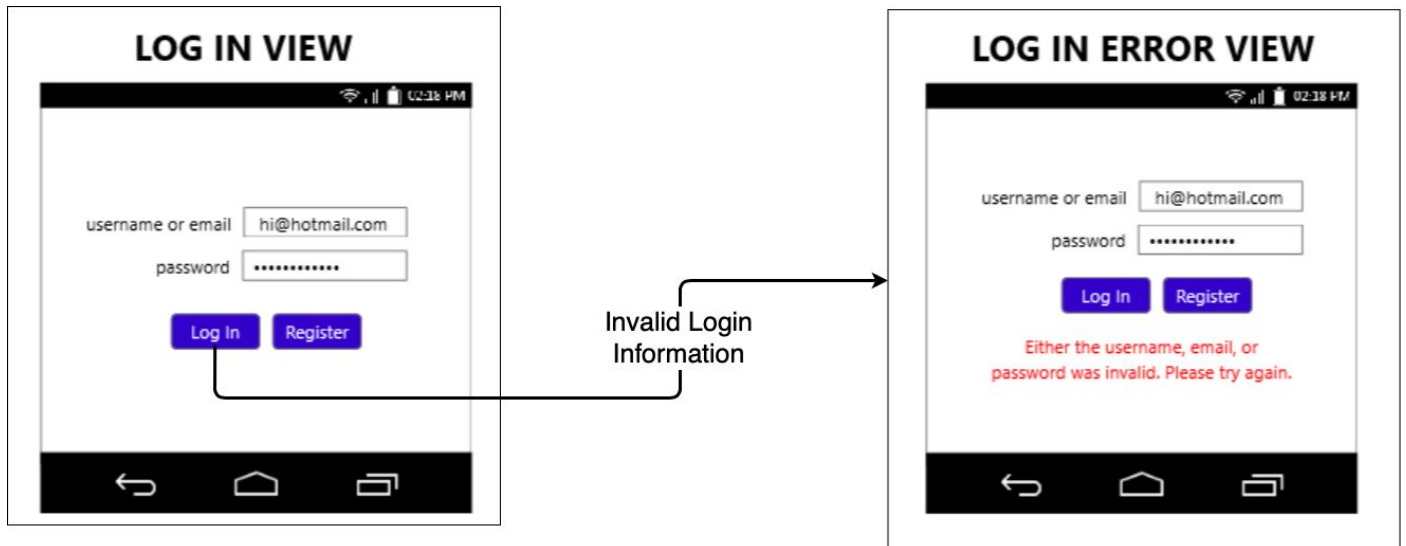 LOG IN VIEW
02:18 PM
username or email
hi@hotmail.com
password
••••••••••••
Log In
Register
Invalid Login
Information
LOG IN ERROR VIEW
02:18 PM
username or email
hi@hotmail.com
password
••••••••••••
Log In
Register
Either the username, email, or
password was invalid. Please try again.